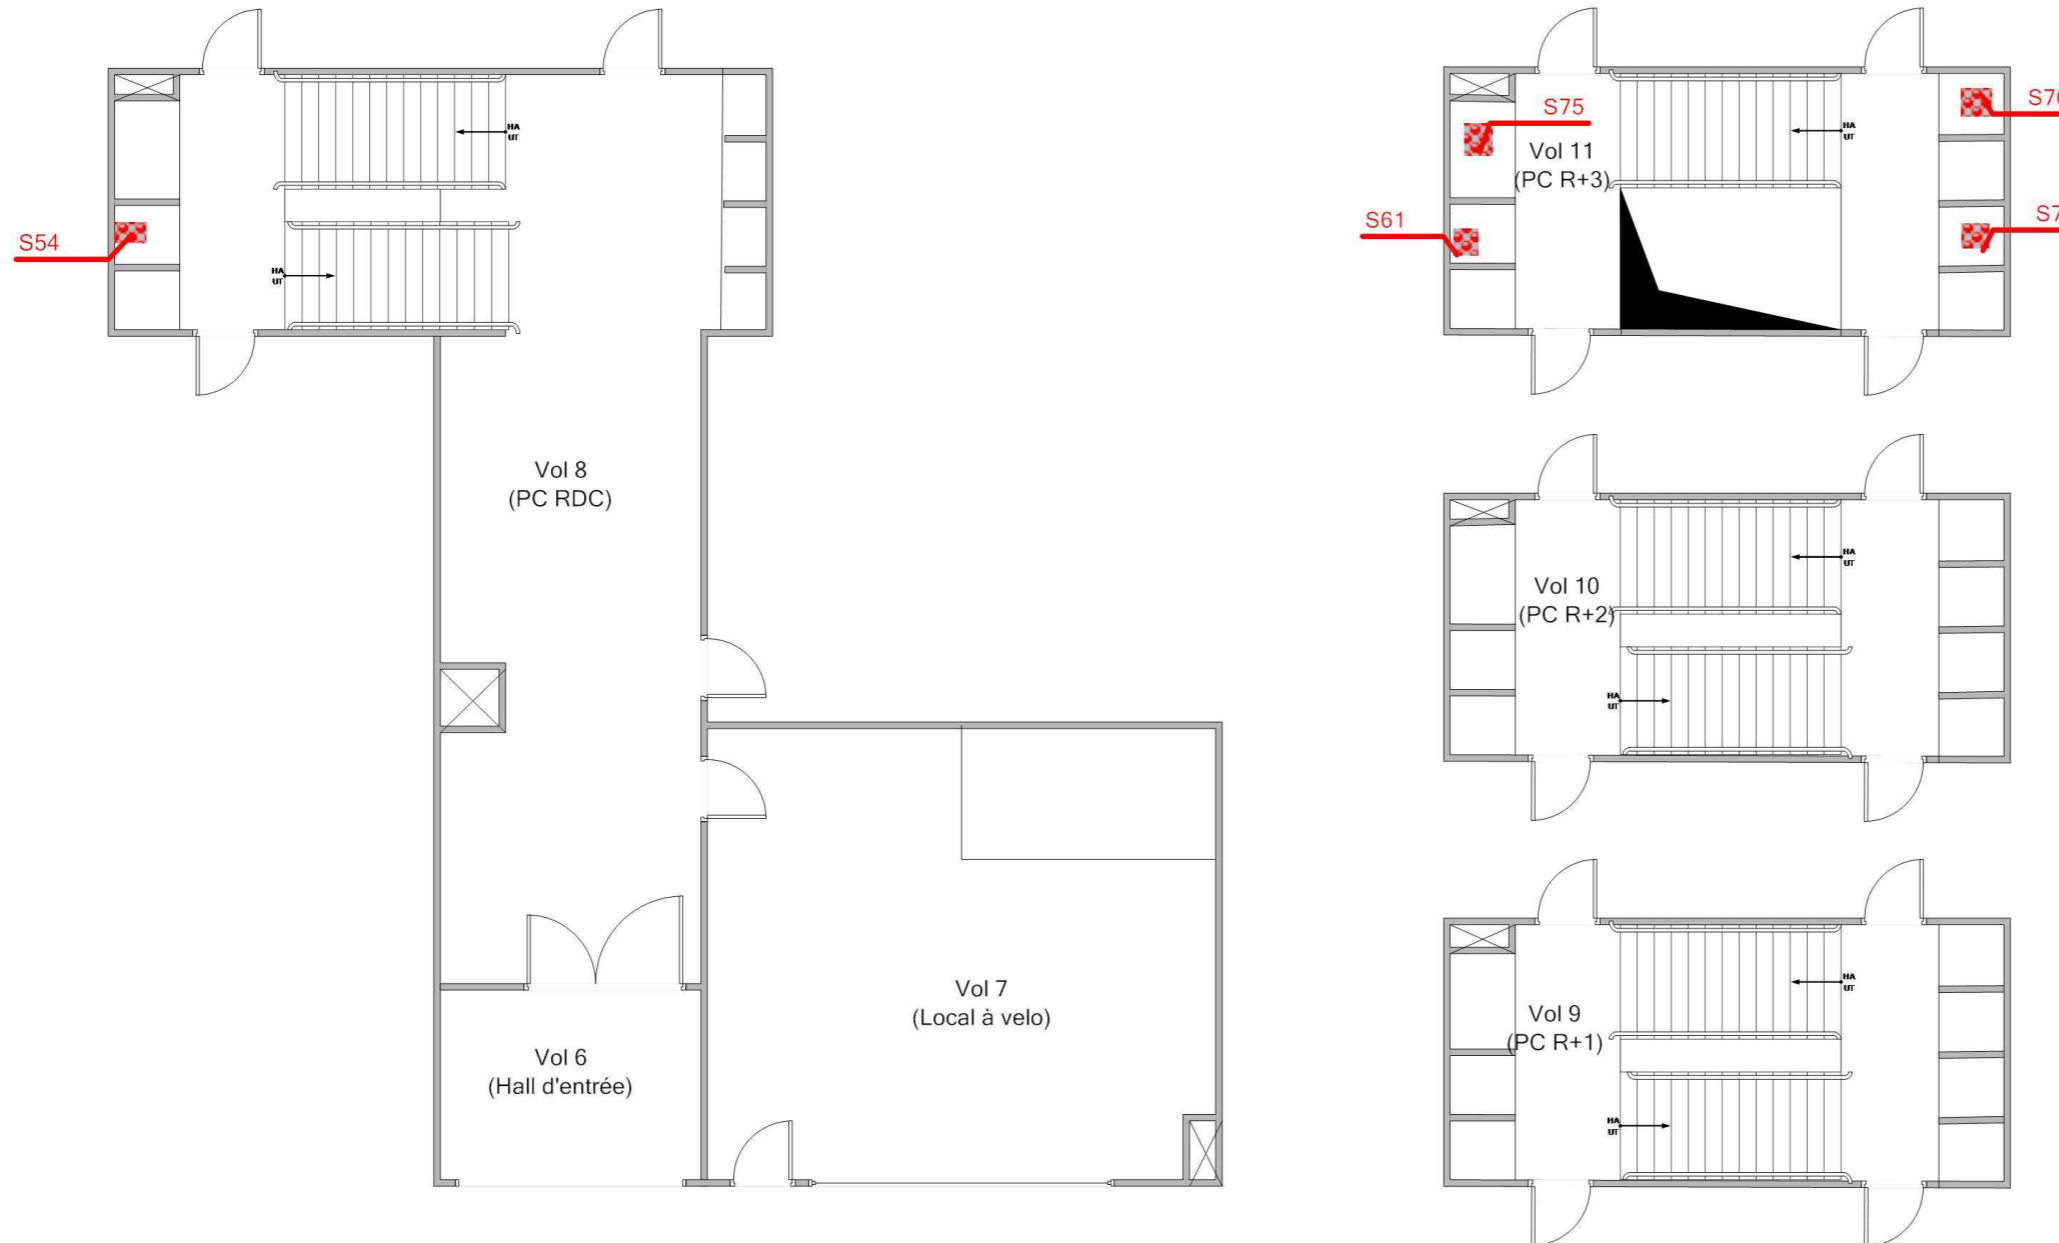 HA
UT
S54
HA
UT
Vol 8
(PC RDC)
Vol 7
(Local à velo)
Vol 6
(Hall d'entrée)
S75
Vol 11
(PC R+3)
HA
UT
S61
Vol 10
(PC R+2)
HA
UT
HA
UT
Vol 9
(PC R+1)
HA
UT
HA
UT